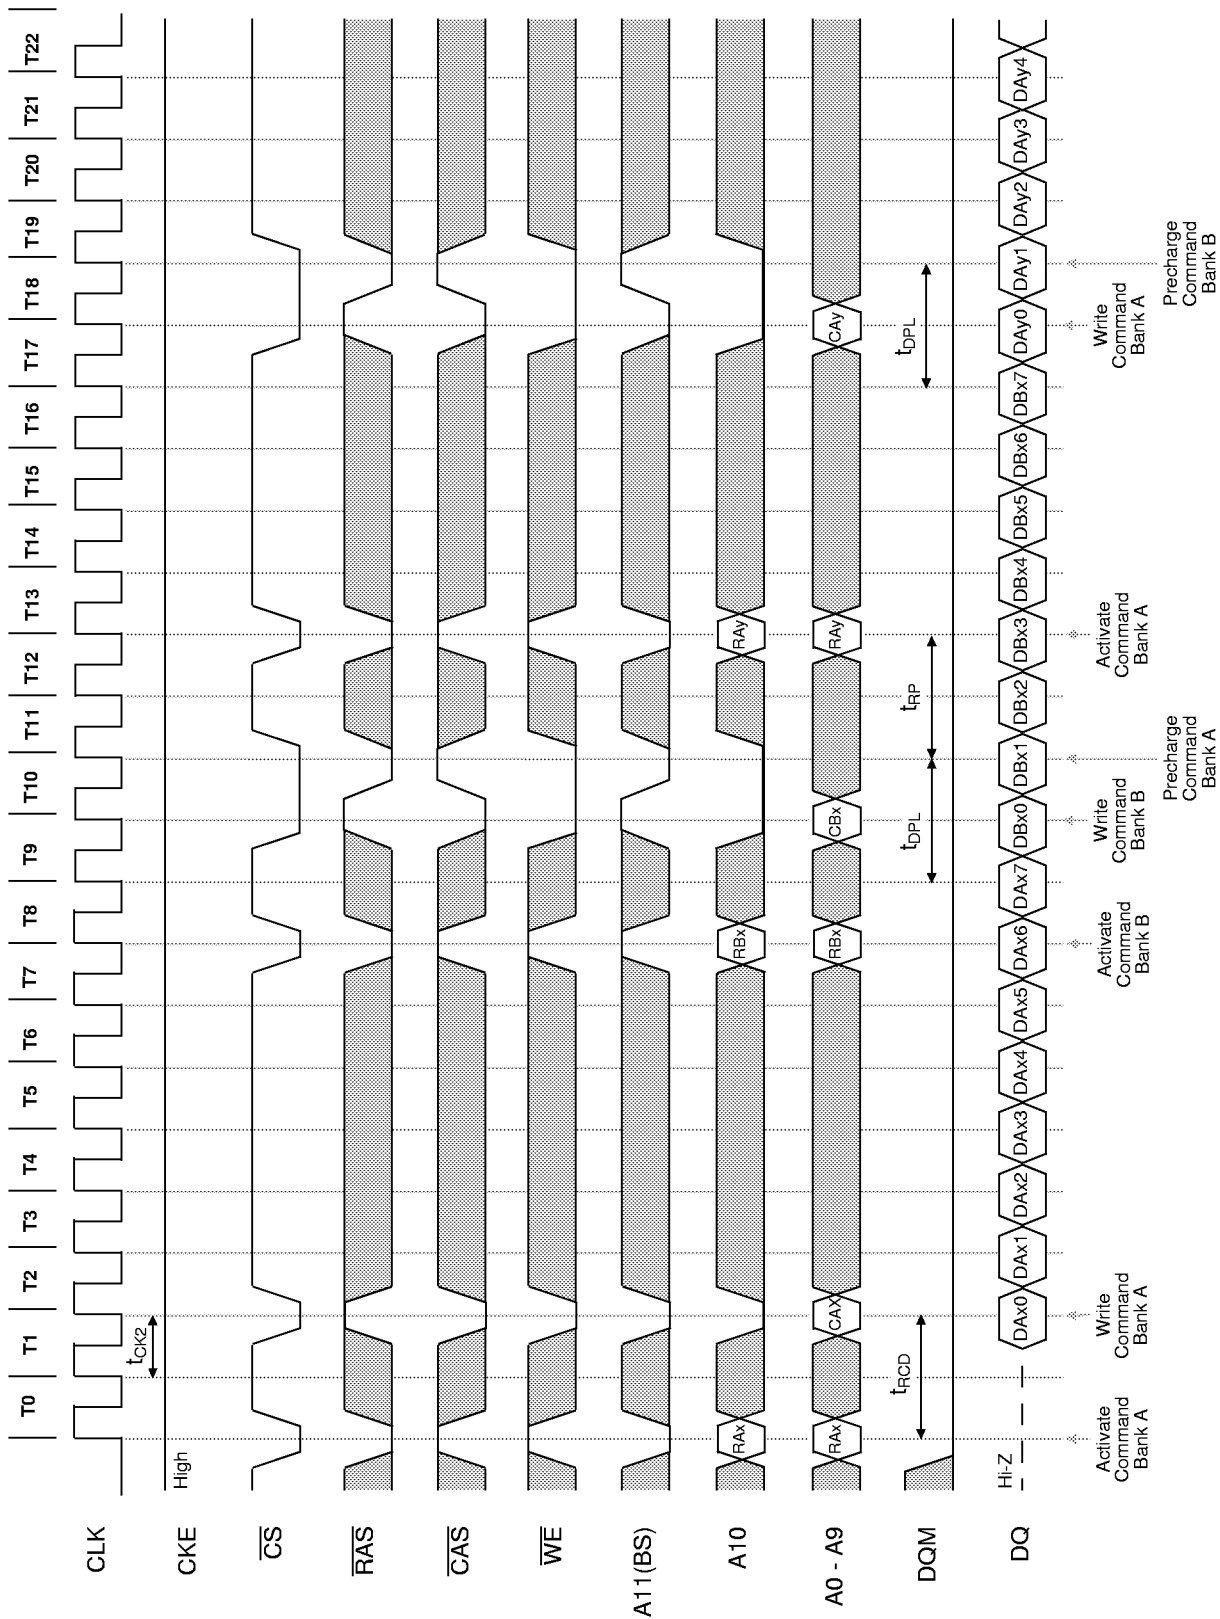 T0 T1 T2 T3 T4 T5 T6 T7 T8 T9 T10 T11 T12 T13 T14 T15 T16 T17 T18 T19 T20 T21 T22
CLK
tCK2
CKE
High
CS
RAS
CAS
WE
A11(BS)
A10
RAx RBx RAy
A0 - A9
RAx CAX RBx CBx RAy CAy
DQM
tRCD tDPL tRP tDPL
DQ
Hi-Z
DAx0 DAx1 DAx2 DAx3 DAx4 DAx5 DAx6 DAx7 DBx0 DBx1 DBx2 DBx3 DBx4 DBx5 DBx6 DBx7 DAy0 DAy1 DAy2 DAy3 DAy4
Activate
Command
Bank A
Write
Command
Bank A
Activate
Command
Bank B
Write
Command
Bank B
Precharge
Command
Bank A
Activate
Command
Bank A
Write
Command
Bank A
Precharge
Command
Bank B